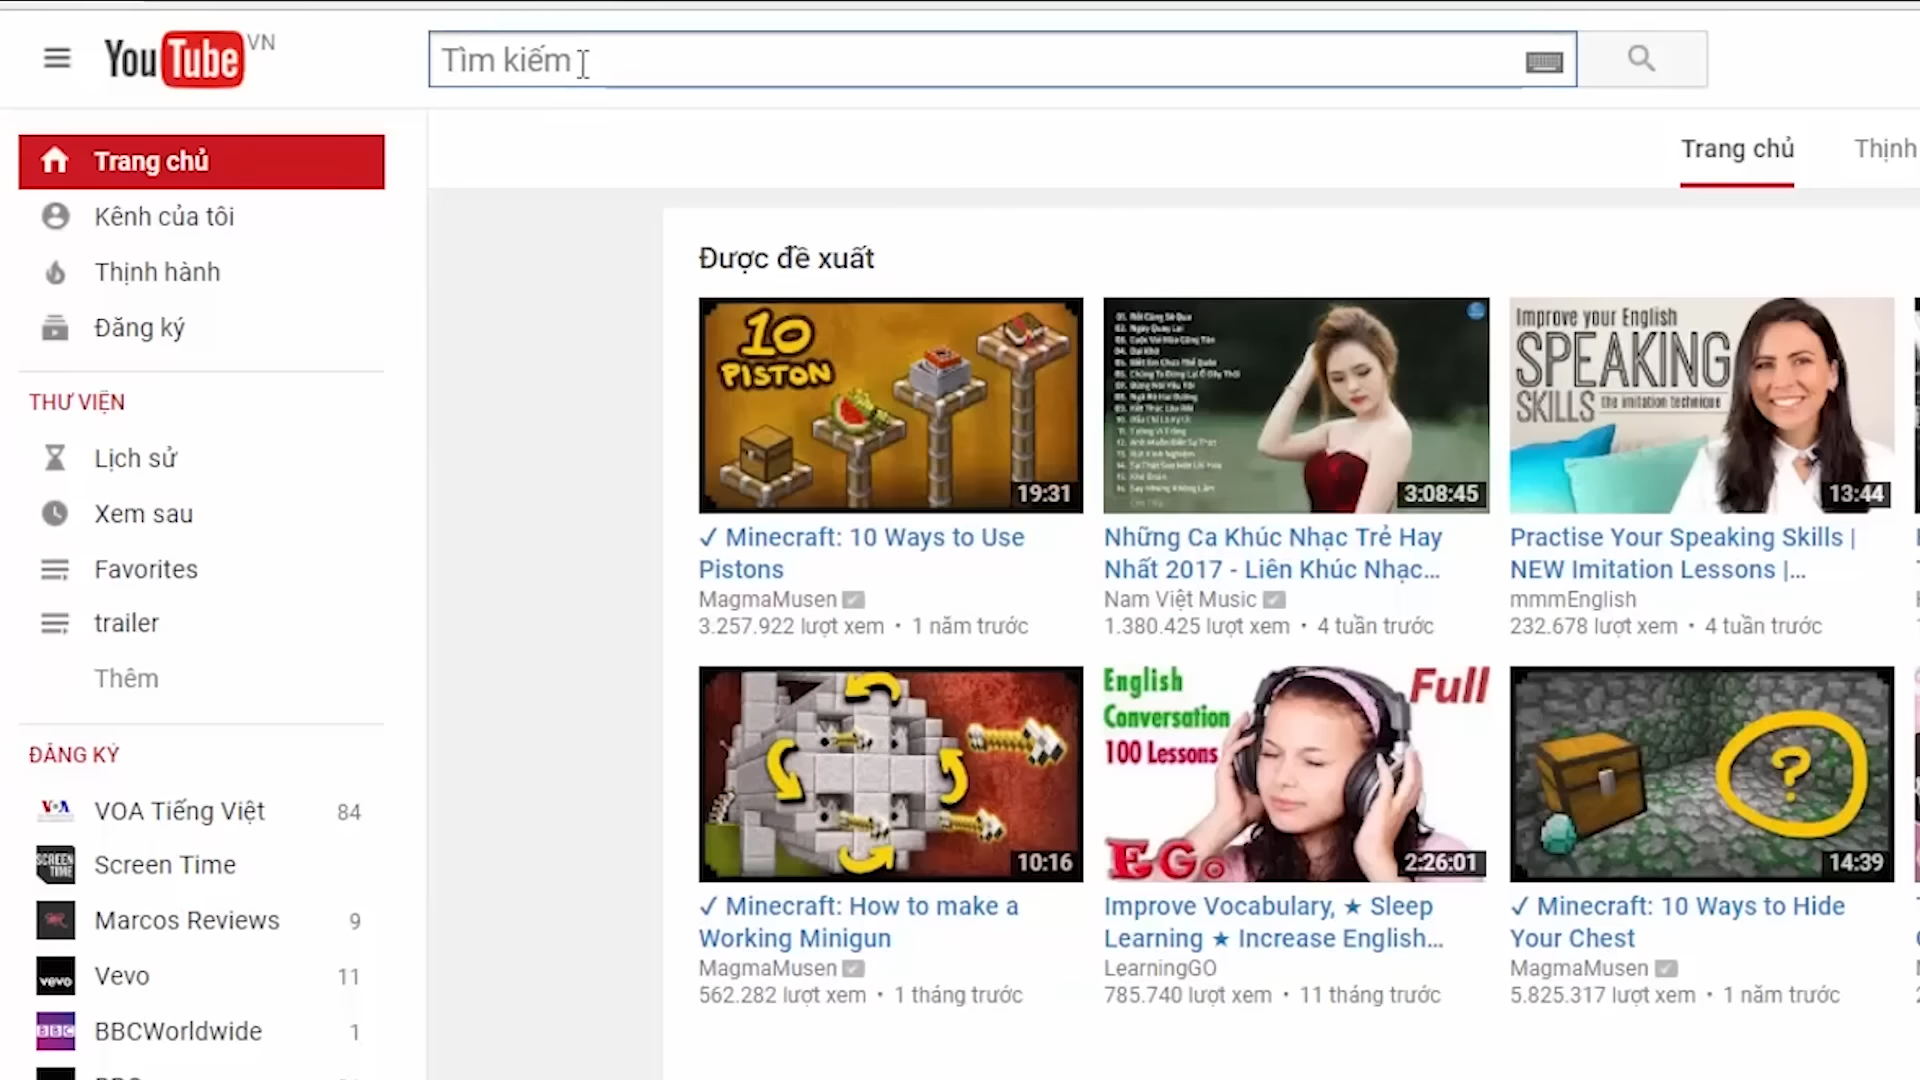 YouTube VN
Tìm kiếm
Trang chủ
Kênh của tôi
Thịnh hành
Đăng ký
THƯ VIỆN
Lịch sử
Xem sau
Favorites
trailer
Thêm
ĐĂNG KÝ
VOA Tiếng Việt 84
Screen Time
Marcos Reviews 9
Vevo 11
BBCWorldwide 1
Trang chủ Thịnh
Được đề xuất
10
PISTON
19:31
✓ Minecraft: 10 Ways to Use
Pistons
MagmaMusen
3.257.922 lượt xem • 1 năm trước
3:08:45
Những Ca Khúc Nhạc Trẻ Hay
Nhất 2017 - Liên Khúc Nhạc...
Nam Việt Music
1.380.425 lượt xem • 4 tuần trước
Improve your English
SPEAKING
SKILLS the imitation technique
13:44
Practise Your Speaking Skills |
NEW Imitation Lessons |...
mmmEnglish
232.678 lượt xem • 4 tuần trước
10:16
✓ Minecraft: How to make a
Working Minigun
MagmaMusen
562.282 lượt xem • 1 tháng trước
English Full
Conversation
100 Lessons
EGo
2:26:01
Improve Vocabulary, ★ Sleep
Learning ★ Increase English...
LearningGO
785.740 lượt xem • 11 tháng trước
?
14:39
✓ Minecraft: 10 Ways to Hide
Your Chest
MagmaMusen
5.825.317 lượt xem • 1 năm trước